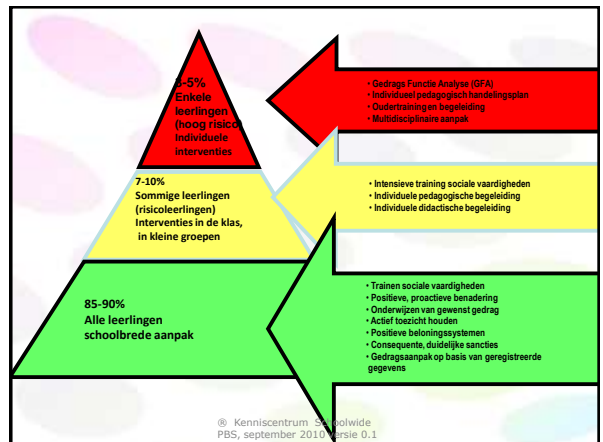 3-5%
Enkele
leerlingen
(hoog risico)
Individuele
Interventies
• Gedrags Functie Analyse (GFA)
• Individueel pedagogisch handelingsplan
• Oudertraining en begeleiding
• Multidisciplinaire aanpak
7-10%
Sommige leerlingen
(risicoleerlingen)
Interventies in de klas,
in kleine groepen
• Intensieve training sociale vaardigheden
• Individuele pedagogische begeleiding
• Individuele didactische begeleiding
85-90%
Alle leerlingen
schoolbrede aanpak
• Trainen sociale vaardigheden
• Positieve, proactieve benadering
• Onderwijzen van gewenst gedrag
• Actief toezicht houden
• Positieve beloningssystemen
• Consequente, duidelijke sancties
• Gedragsaanpak op basis van geregistreerde
gegevens
® Kenniscentrum Schoolwide
PBS, september 2010 versie 0.1